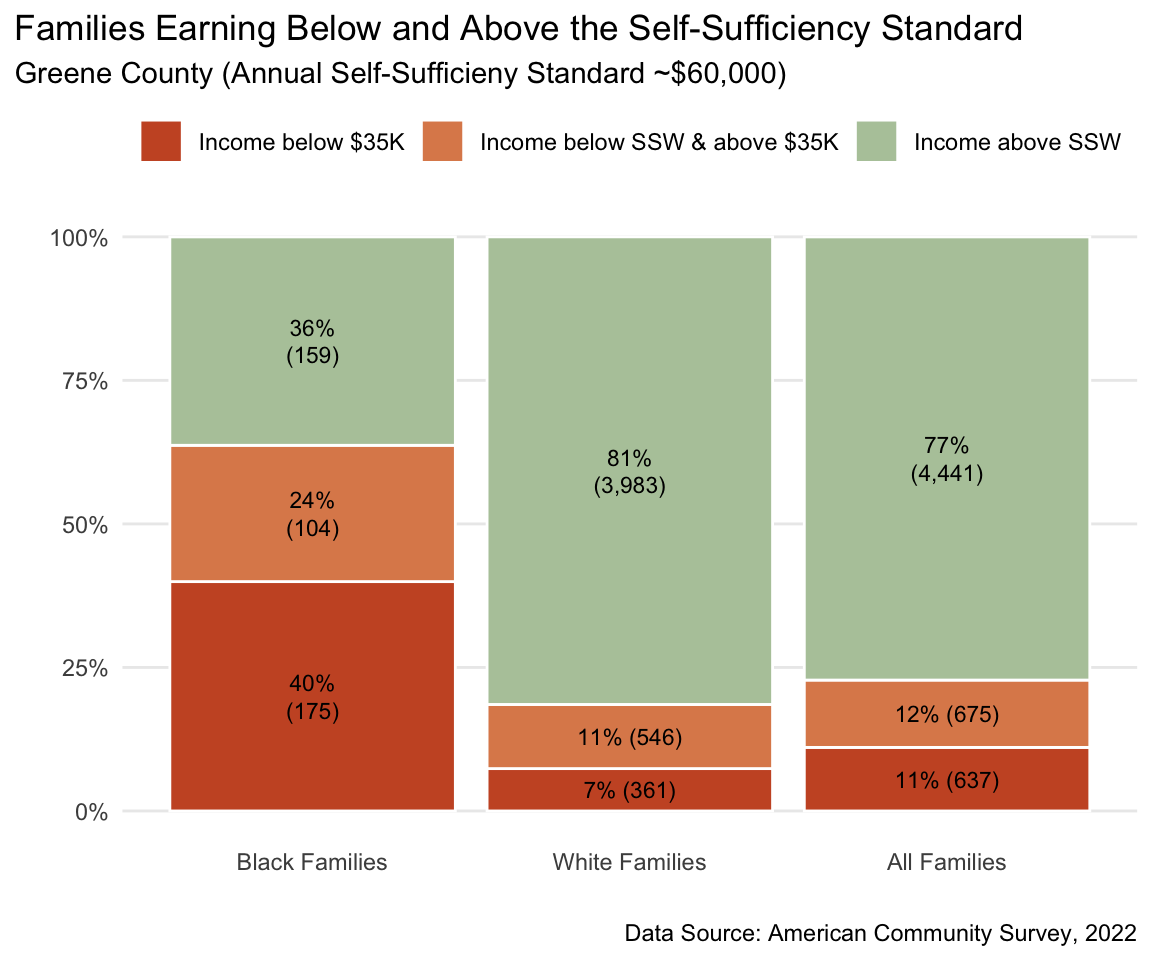 Families Earning Below and Above the Self-Sufficiency Standard
Greene County (Annual Self-Sufficieny Standard ~$60,000)
Income below $35K
Income below SSW & above $35K
Income above SSW
100%
75%
50%
25%
0%
36%
(159)
24%
(104)
40%
(175)
81%
(3,983)
11% (546)
7% (361)
77%
(4,441)
12% (675)
11% (637)
Black Families
White Families
All Families
Data Source: American Community Survey, 2022